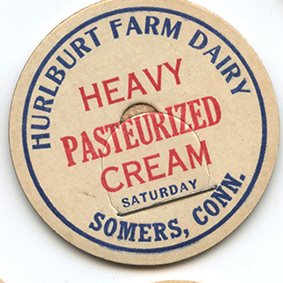 HURLBURT FARM DAIRY
HEAVY
PASTEURIZED
CREAM
SATURDAY
SOMERS, CONN.